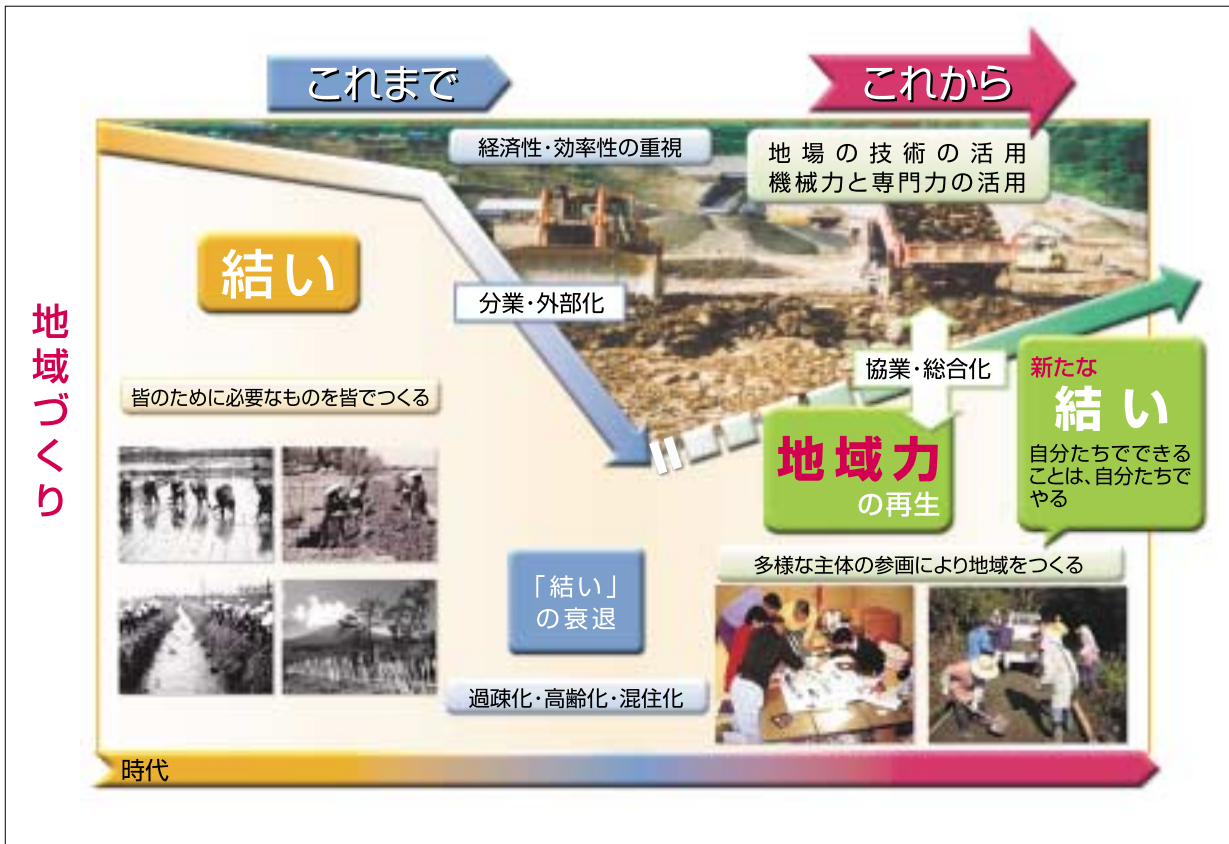 これまで
これから
経済性・効率性の重視
地場の技術の活用
機械力と専門力の活用
結い
分業・外部化
地域づくり
協業・総合化
新たな
結い
自分たちでできる
ことは、自分たちで
やる
皆のために必要なものを皆でつくる
地域力
の再生
「結い」
の衰退
多様な主体の参画により地域をつくる
過疎化・高齢化・混住化
時代